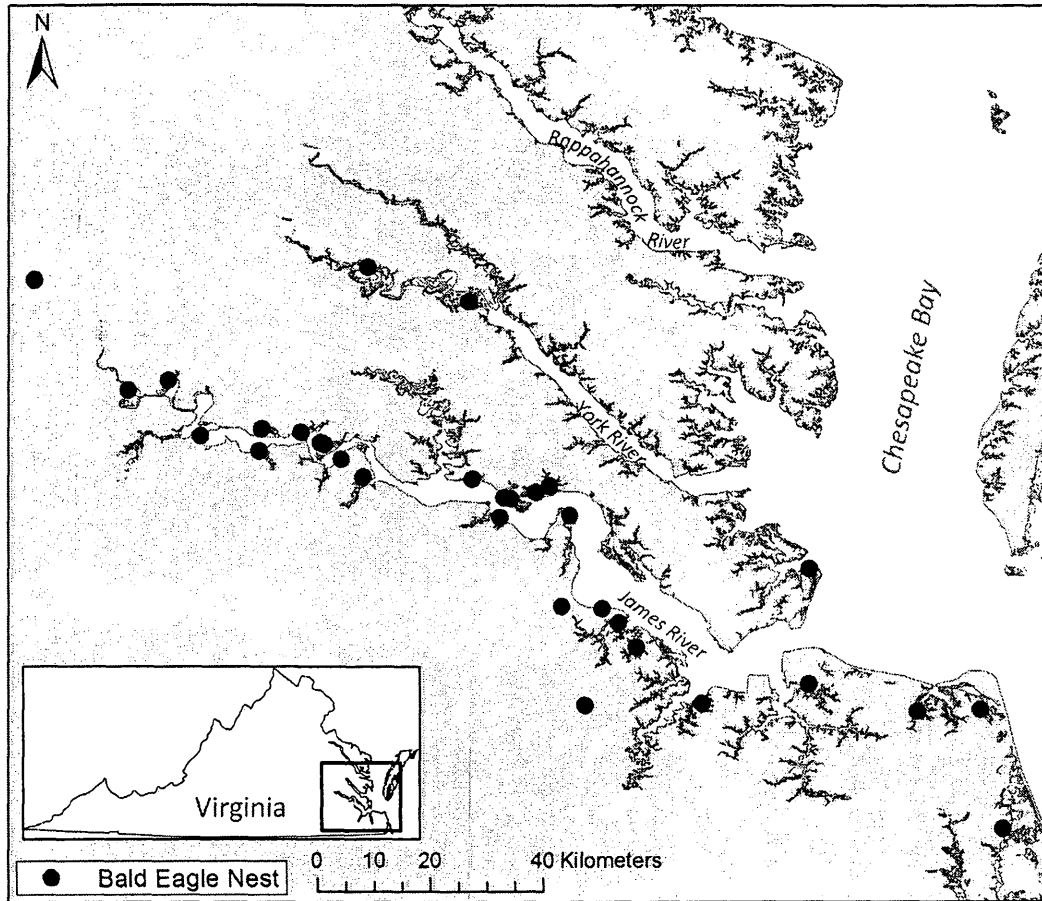 N
Rappahannock
River
Chesapeake Bay
York River
James River
Virginia
0 10 20 40 Kilometers
Bald Eagle Nest